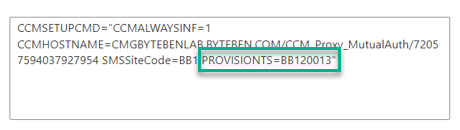 CCMSETUPCMD="CCMALWAYSINF=1
CCMHOSTNAME=CMGBYTEBENLAB.BYTEBEN.COM/CCM_Proxy_MutualAuth/7205
7594037927954 SMSSiteCode=BB1 PROVISIONTS=BB120013"